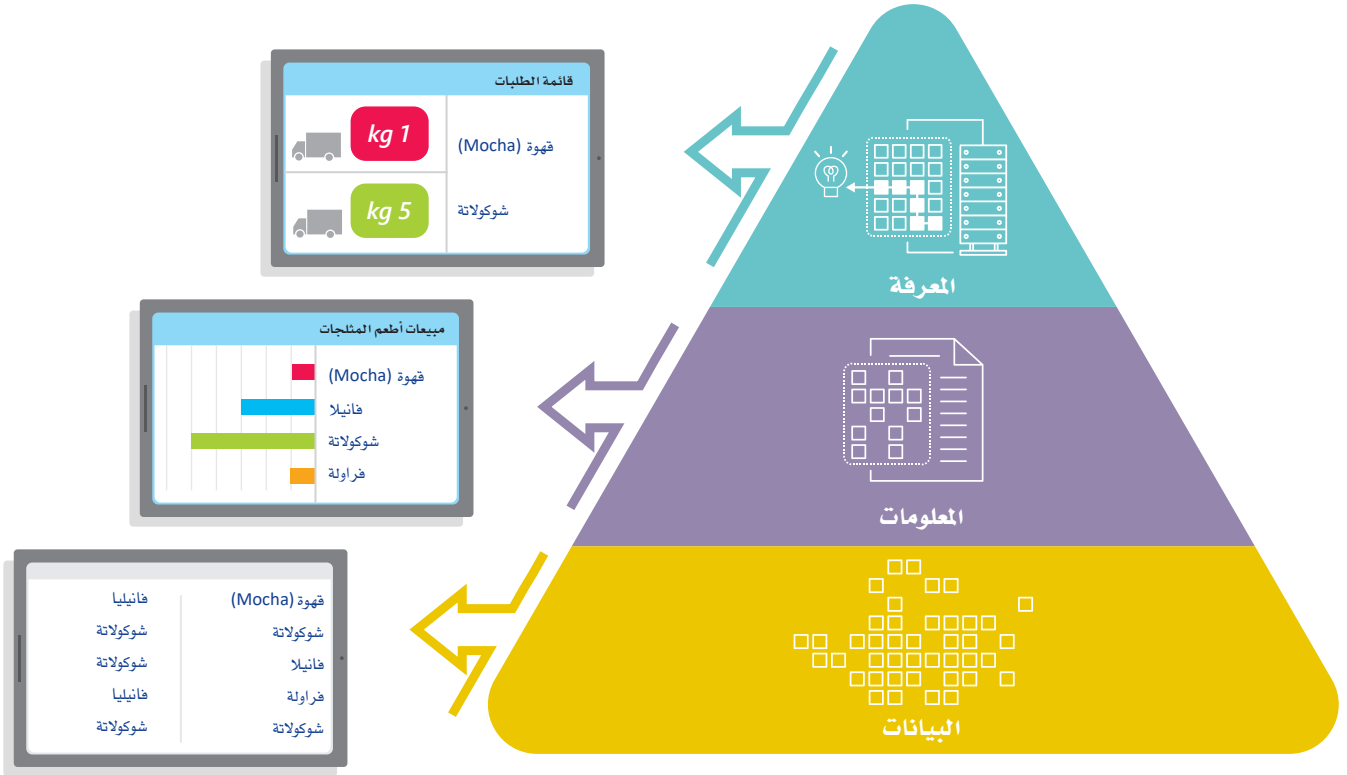 قائمة الطلبات
قهوة (Mocha)
kg 1
شوكولاتة
kg 5
المعرفة
مبيعات أطعم المثلجات
قهوة (Mocha)
فانيلا
شوكولاتة
فراولة
المعلومات
قهوة (Mocha) فانيليا
شوكولاتة شوكولاتة
فانيلا شوكولاتة
فراولة فانيليا
شوكولاتة شوكولاتة
البيانات